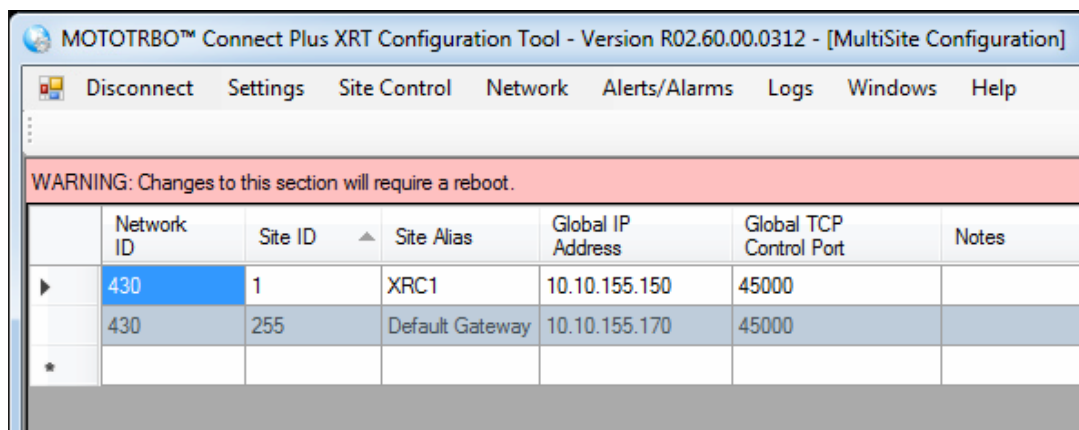 MOTOTRBO™ Connect Plus XRT Configuration Tool - Version R02.60.00.0312 - [MultiSite Configuration]
Disconnect Settings Site Control Network Alerts/Alarms Logs Windows Help
WARNING: Changes to this section will require a reboot.
Network ID Site ID Site Alias Global IP Address Global TCP Control Port Notes
430 1 XRC1 10.10.155.150 45000
430 255 Default Gateway 10.10.155.170 45000